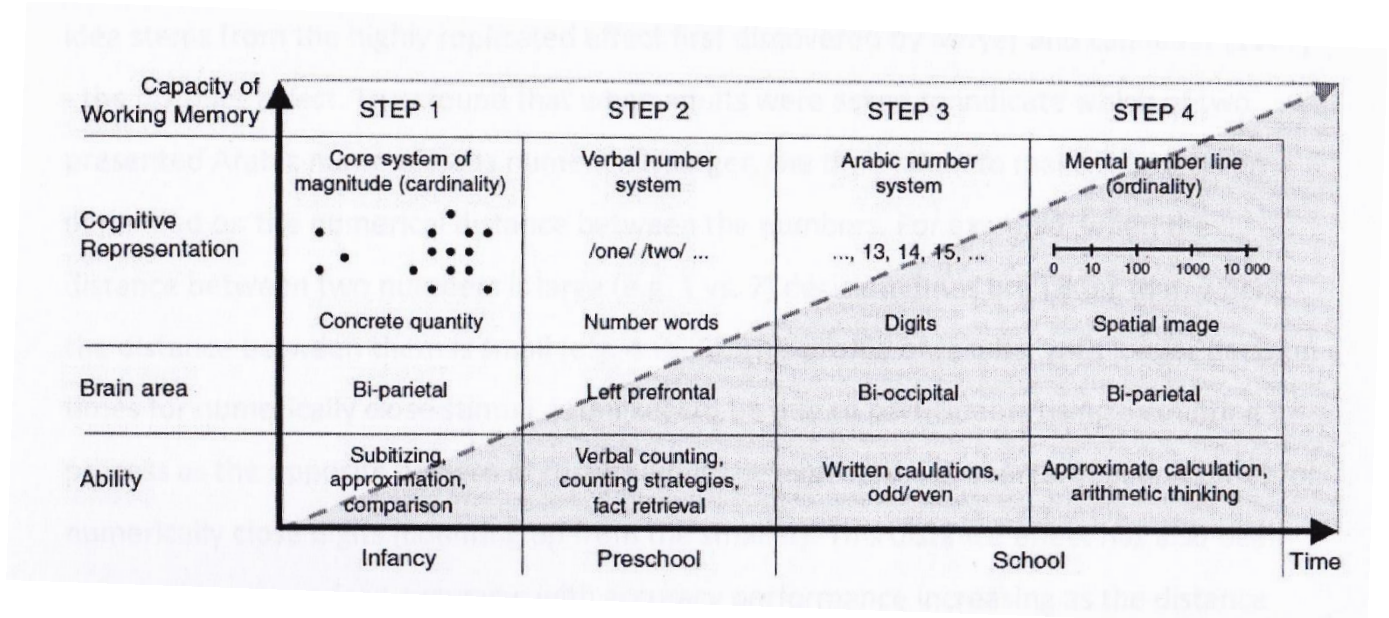 Capacity of
Working Memory
STEP 1
STEP 2
STEP 3
STEP 4
Cognitive
Representation
Core system of
magnitude (cardinality)
Concrete quantity
Verbal number
system
/one/ /two/ ...
Number words
Arabic number
system
..., 13, 14, 15, ...
Digits
Mental number line
(ordinality)
0 10 100 1000 10 000
Spatial image
Brain area
Bi-parietal
Left prefrontal
Bi-occipital
Bi-parietal
Ability
Subitizing,
approximation,
comparison
Verbal counting,
counting strategies,
fact retrieval
Written calulations,
odd/even
Approximate calculation,
arithmetic thinking
Infancy
Preschool
School
Time